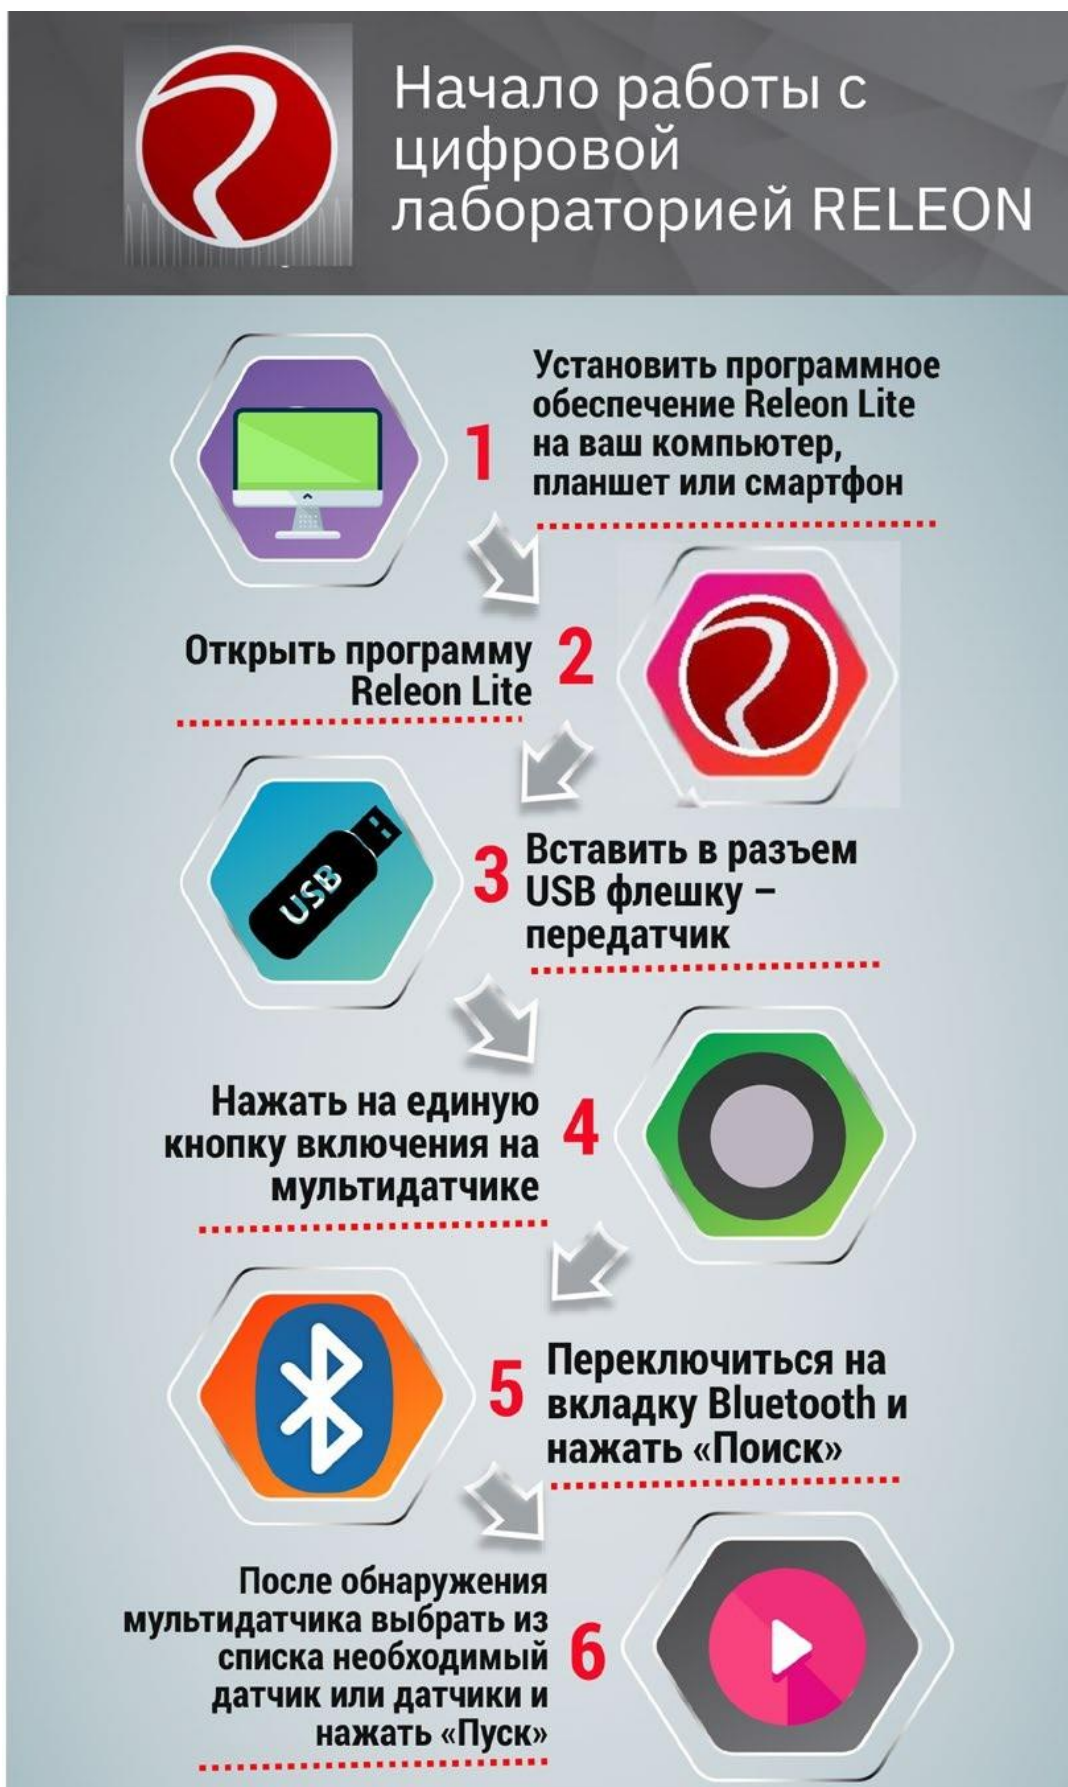 Начало работы с
цифровой
лабораторией RELEON
1
Установить программное
обеспечение Releon Lite
на ваш компьютер,
планшет или смартфон
Открыть программу
Releon Lite
2
USB
3
Вставить в разъем
USB флешку –
передатчик
Нажать на единую
кнопку включения на
мультидатчике
4
5
Переключиться на
вкладку Bluetooth и
нажать «Поиск»
После обнаружения
мультидатчика выбрать из
списка необходимый
датчик или датчики и
нажать «Пуск»
6